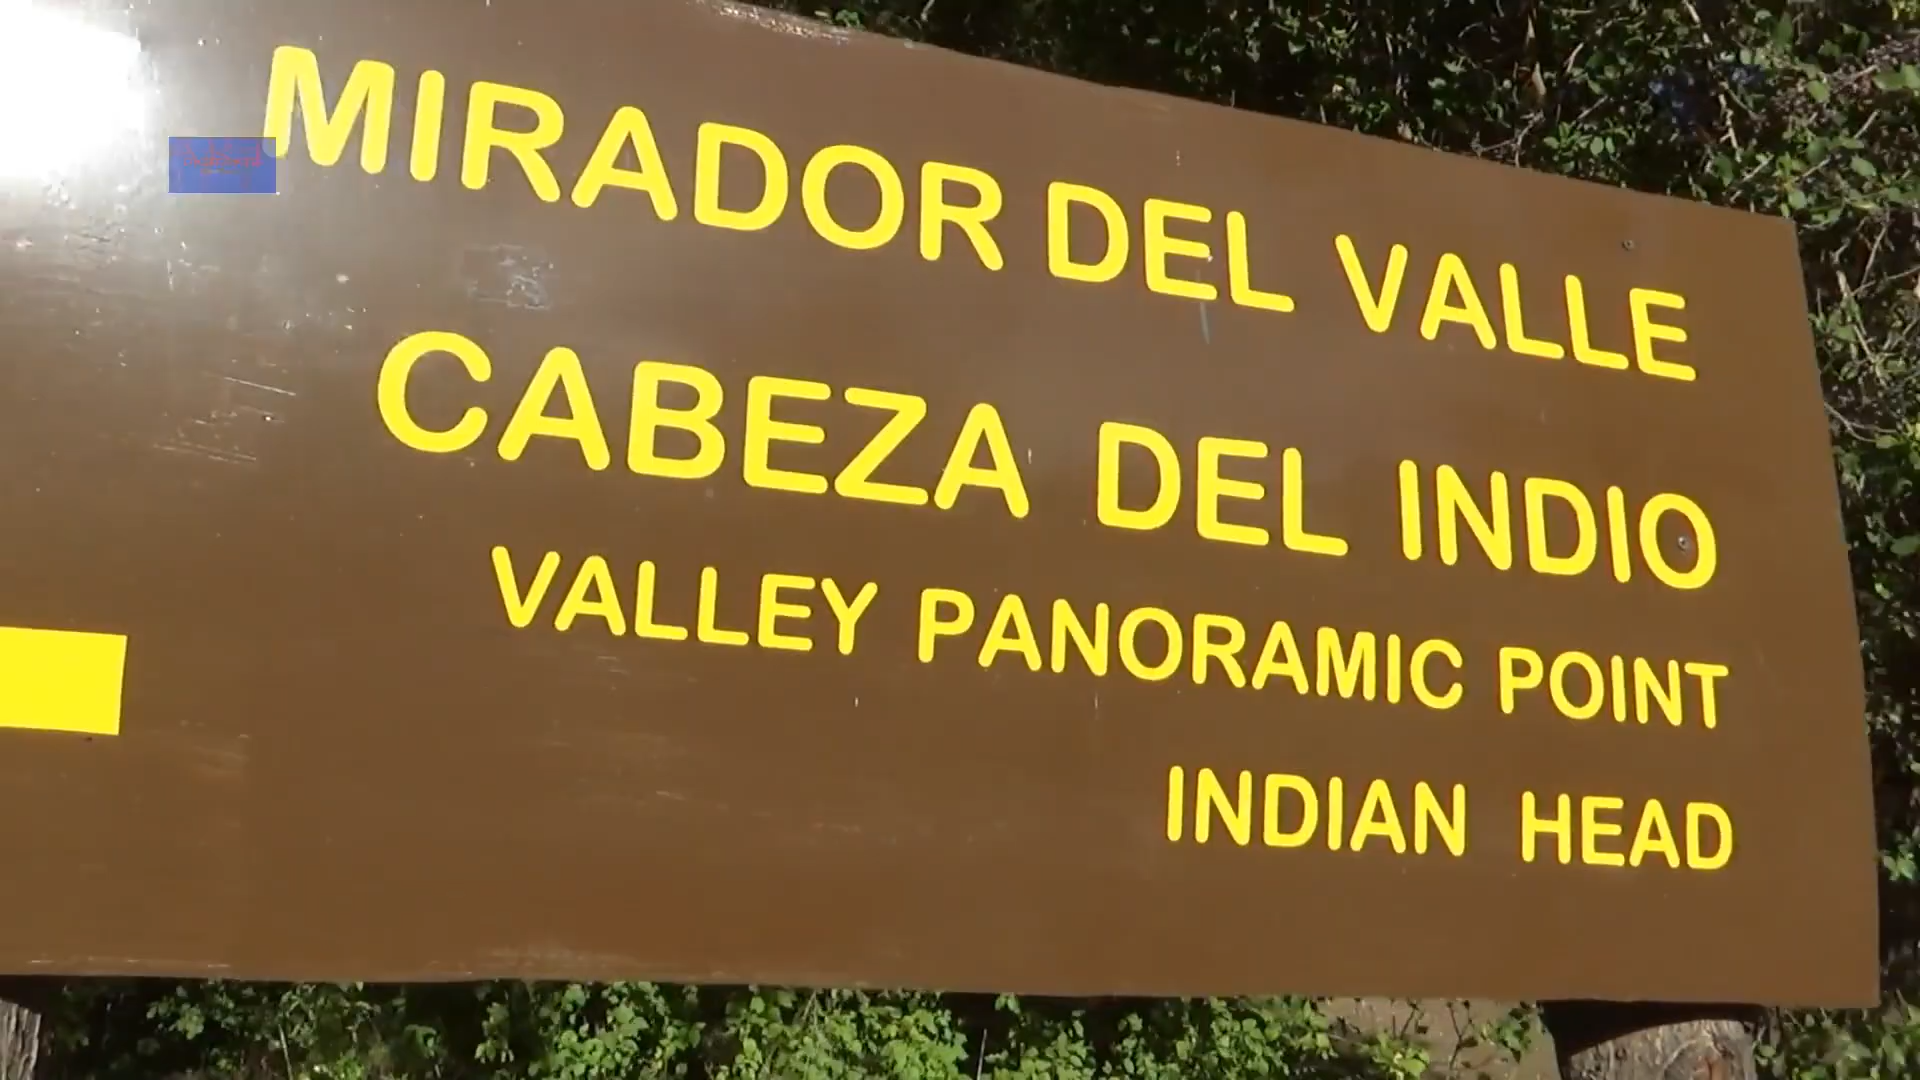 MIRADOR DEL VALLE
CABEZA DEL INDIO
VALLEY PANORAMIC POINT
INDIAN HEAD